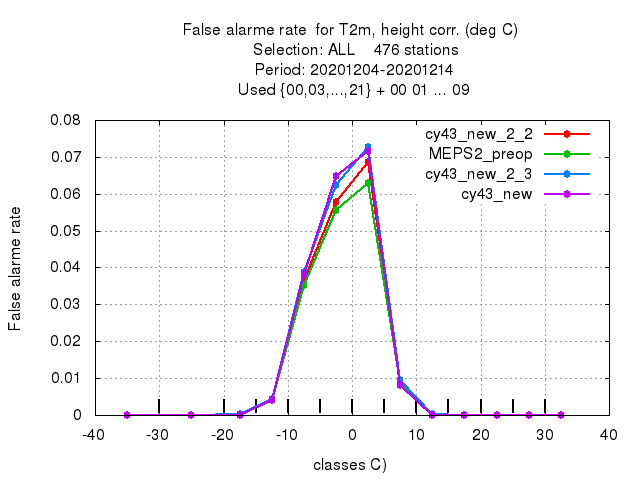 False alarme rate  for T2m, height corr. (deg C)
Selection: ALL    476 stations
Period: 20201204-20201214
Used {00,03,...,21} + 00 01 ... 09
cy43_new_2_2
MEPS2_preop
cy43_new_2_3
cy43_new
False alarme rate
0.08
0.07
0.06
0.05
0.04
0.03
0.02
0.01
0
-40 -30 -20 -10 0 10 20 30 40
classes C)